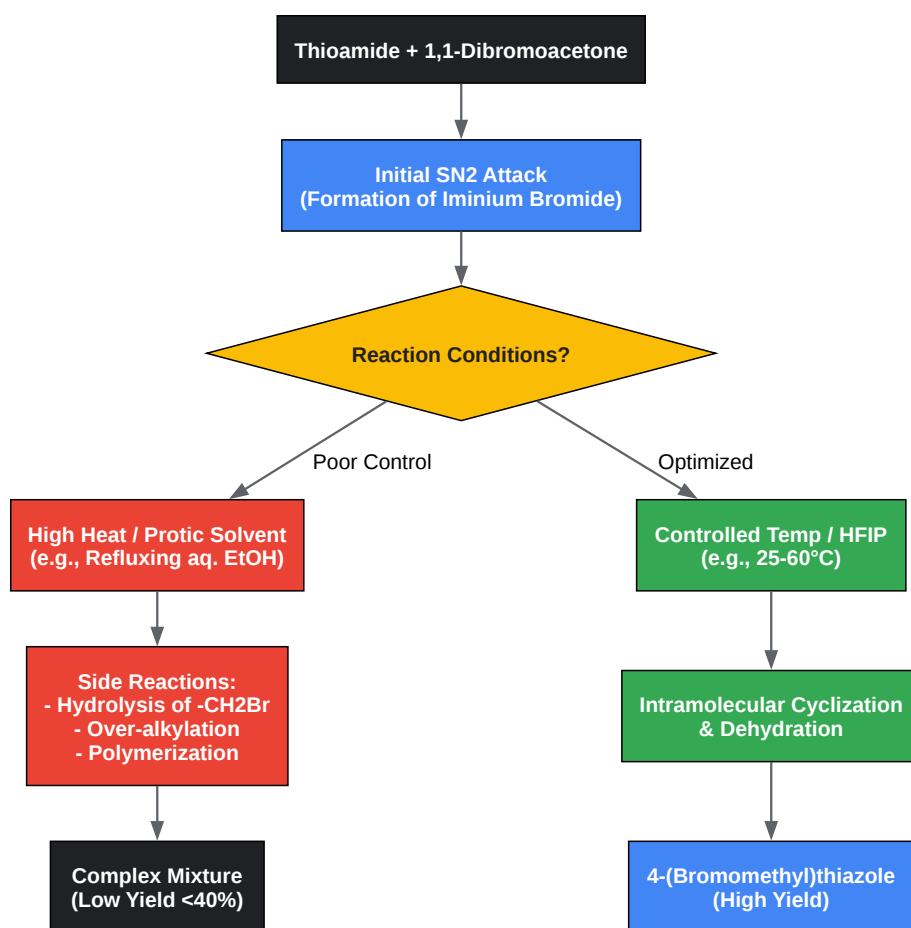 Thioamide + 1,1-Dibromoacetone
Initial SN2 Attack
(Formation of Iminium Bromide)
Reaction Conditions?
Poor Control
Optimized
High Heat / Protic Solvent
(e.g., Refluxing aq. EtOH)
Controlled Temp / HFIP
(e.g., 25-60°C)
Side Reactions:
- Hydrolysis of -CH2Br
- Over-alkylation
- Polymerization
Intramolecular Cyclization
& Dehydration
Complex Mixture
(Low Yield <40%)
4-(Bromomethyl)thiazole
(High Yield)